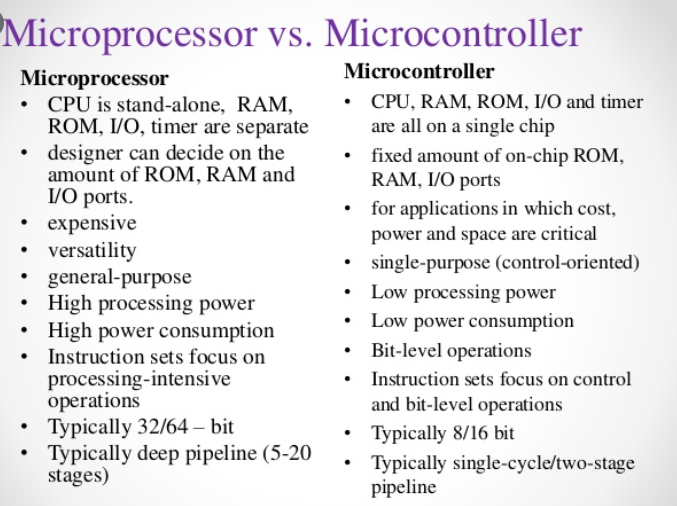 Microprocessor vs. Microcontroller
Microprocessor
• CPU is stand-alone, RAM,
ROM, I/O, timer are separate
• designer can decide on the
amount of ROM, RAM and
I/O ports.
• expensive
• versatility
• general-purpose
• High processing power
• High power consumption
• Instruction sets focus on
processing-intensive
operations
• Typically 32/64 – bit
• Typically deep pipeline (5-20
stages)
Microcontroller
• CPU, RAM, ROM, I/O and timer
are all on a single chip
• fixed amount of on-chip ROM,
RAM, I/O ports
• for applications in which cost,
power and space are critical
• single-purpose (control-oriented)
• Low processing power
• Low power consumption
• Bit-level operations
• Instruction sets focus on control
and bit-level operations
• Typically 8/16 bit
• Typically single-cycle/two-stage
pipeline